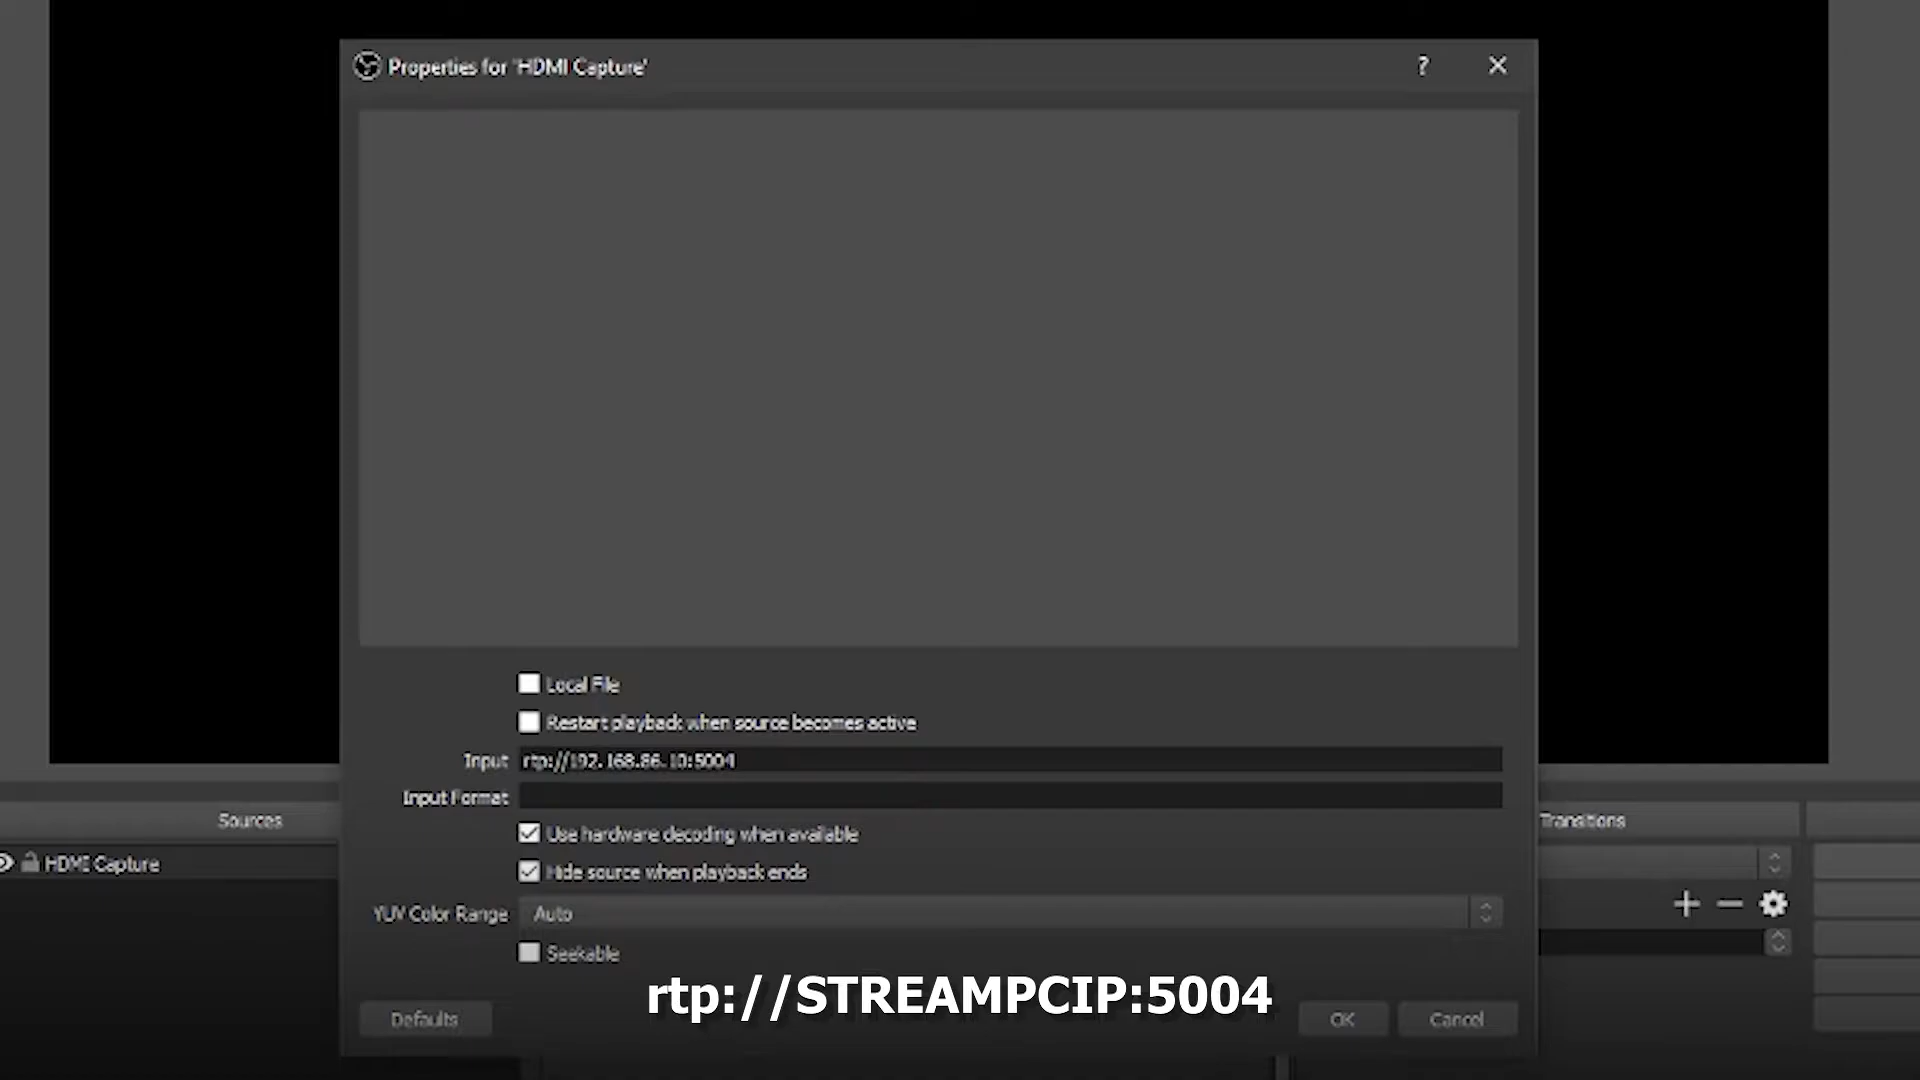 Properties for 'HDMI Capture'
?
Local File
Restart playback when source becomes active
Input rtp://192.168.86.10:5004
Input Format
Sources
Transitions
Use hardware decoding when available
HDMI Capture
Hide source when playback ends
YUV Color Range Auto
Seekable
rtp://STREAMPCIP:5004
Defaults
OK
Cancel